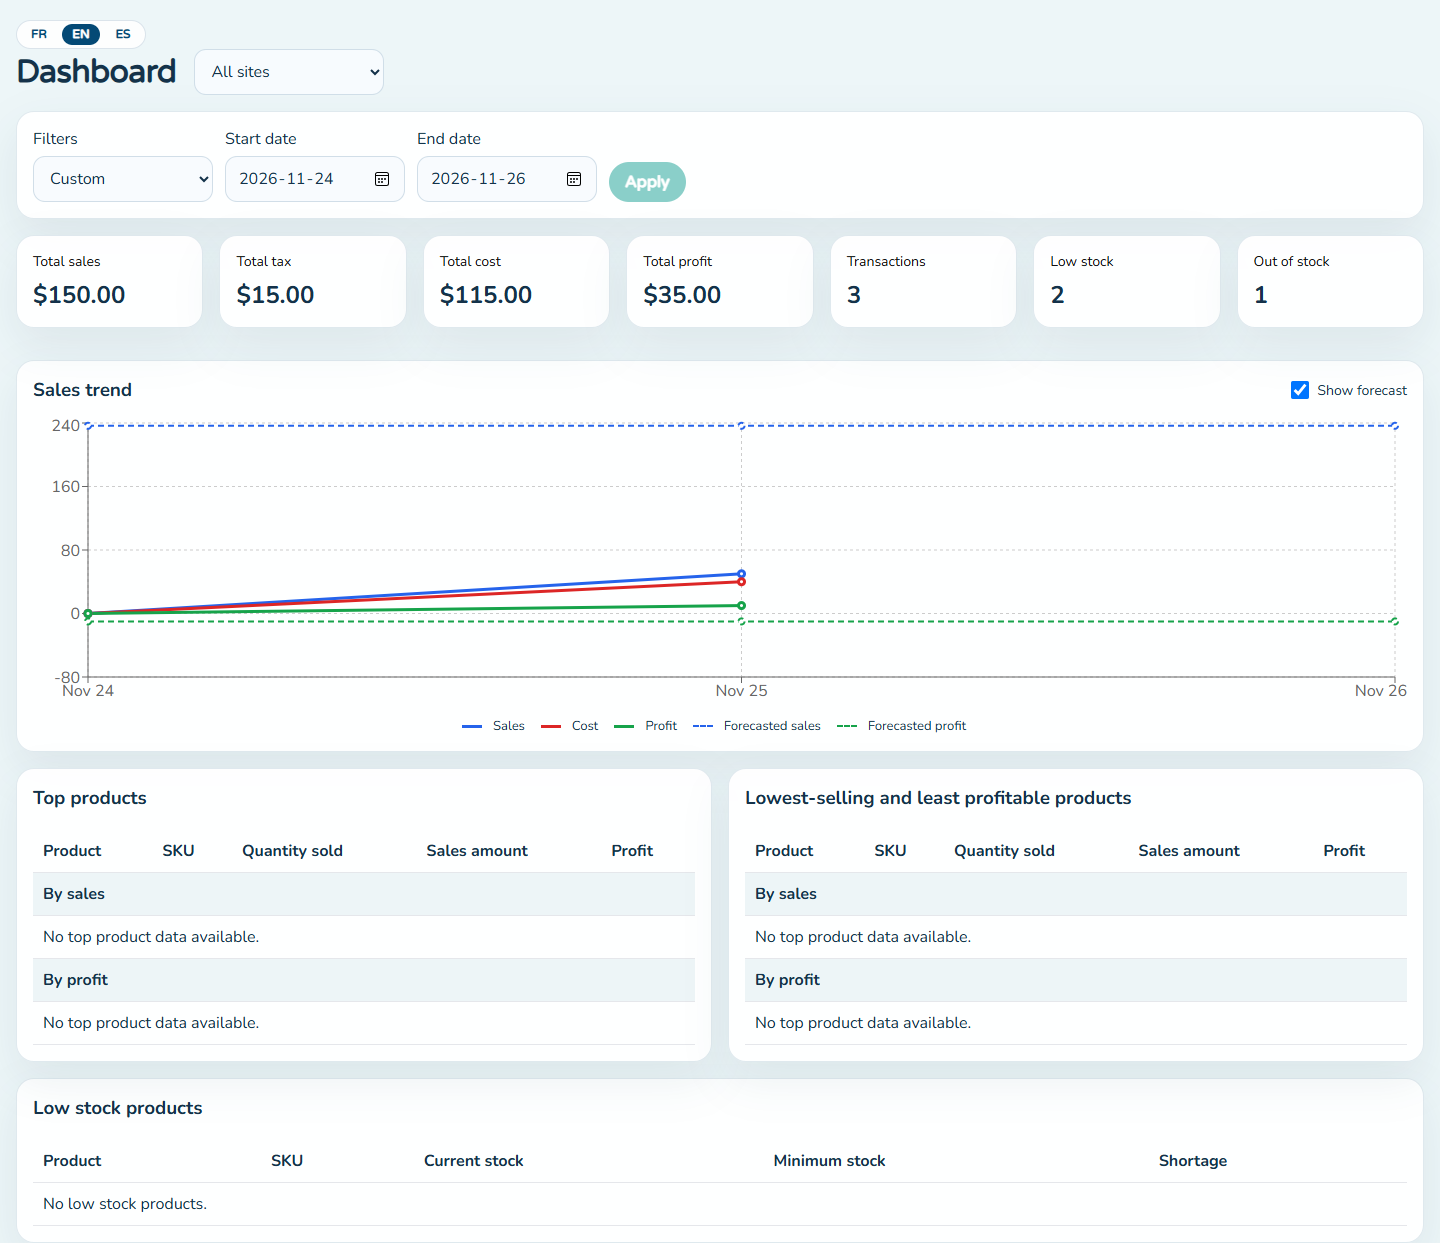 FR EN ES
Dashboard All sites
Filters Start date End date
Custom 2026-11-24 2026-11-26 Apply
Total sales Total tax Total cost Total profit Transactions Low stock Out of stock
$150.00 $15.00 $115.00 $35.00 3 2 1
Sales trend Show forecast
240
160
80
0
-80
Nov 24 Nov 25 Nov 26
Sales Cost Profit Forecasted sales Forecasted profit
Top products
Product SKU Quantity sold Sales amount Profit
By sales
No top product data available.
By profit
No top product data available.
Lowest-selling and least profitable products
Product SKU Quantity sold Sales amount Profit
By sales
No top product data available.
By profit
No top product data available.
Low stock products
Product SKU Current stock Minimum stock Shortage
No low stock products.